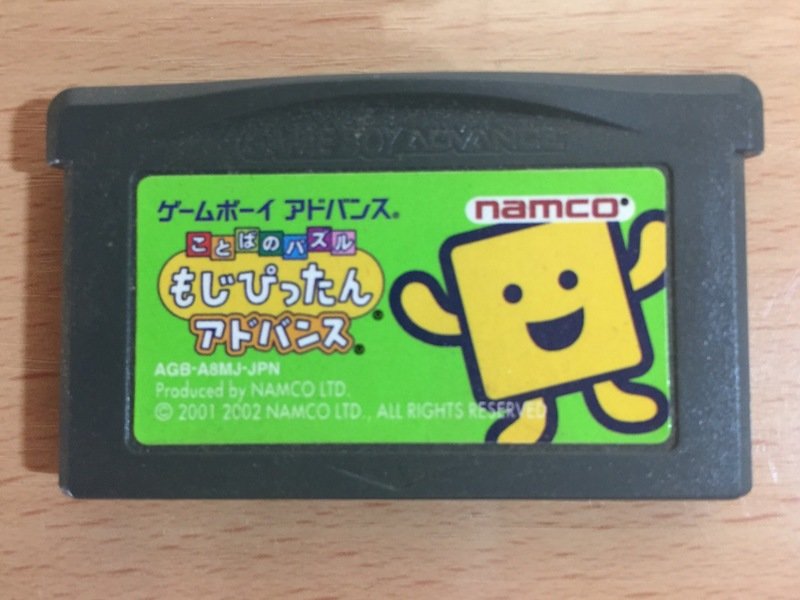 GAME BOY ADVANCE
ゲームボーイ アドバンス®
namco
ことばのパズル
もじぴったん
アドバンス
AGB-A8MJ-JPN
Produced by NAMCO LTD.
© 2001 2002 NAMCO LTD., ALL RIGHTS RESERVED